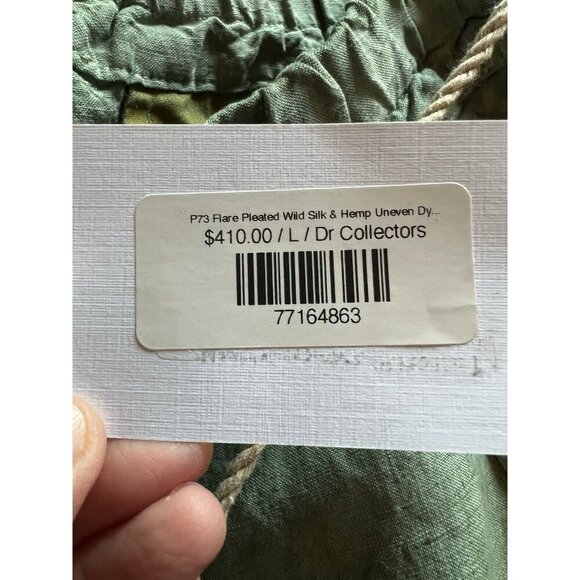 P73 Flare Pleated Wild Silk & Hemp Uneven Dy...
$410.00 / L / Dr Collectors
77164863